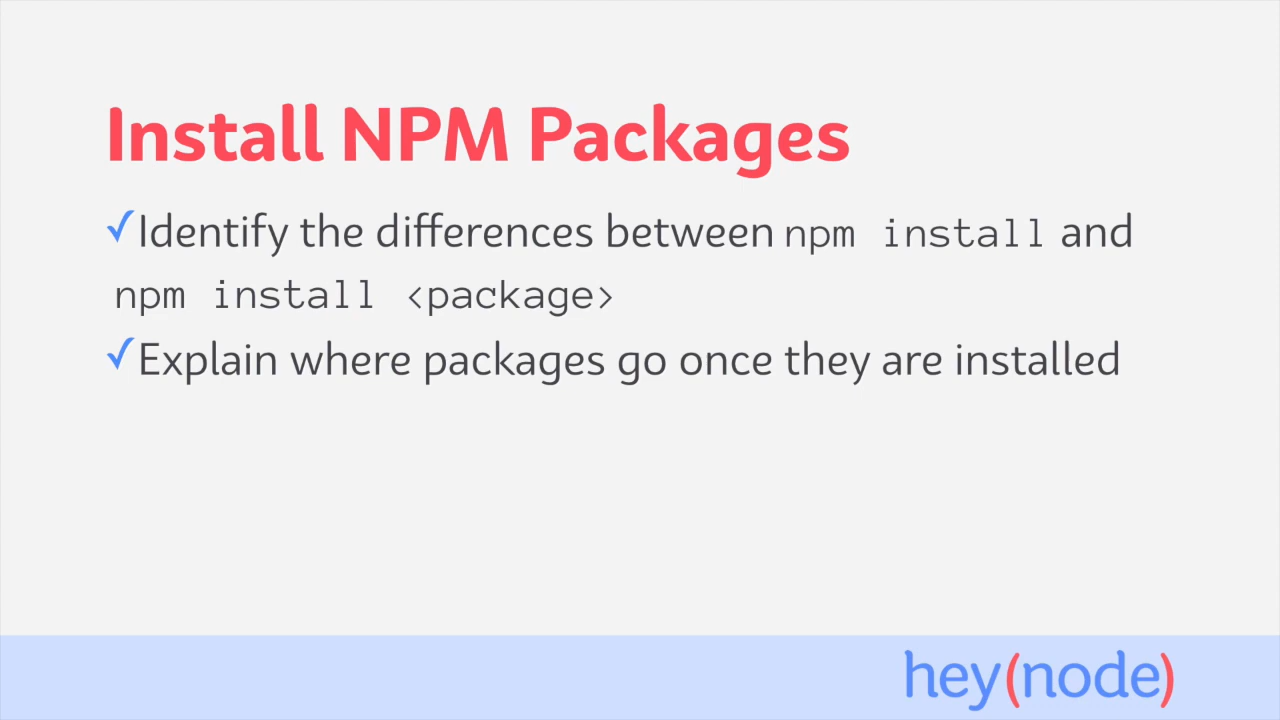 Install NPM Packages
✓Identify the differences between npm install and
npm install <package>
✓Explain where packages go once they are installed
hey(node)